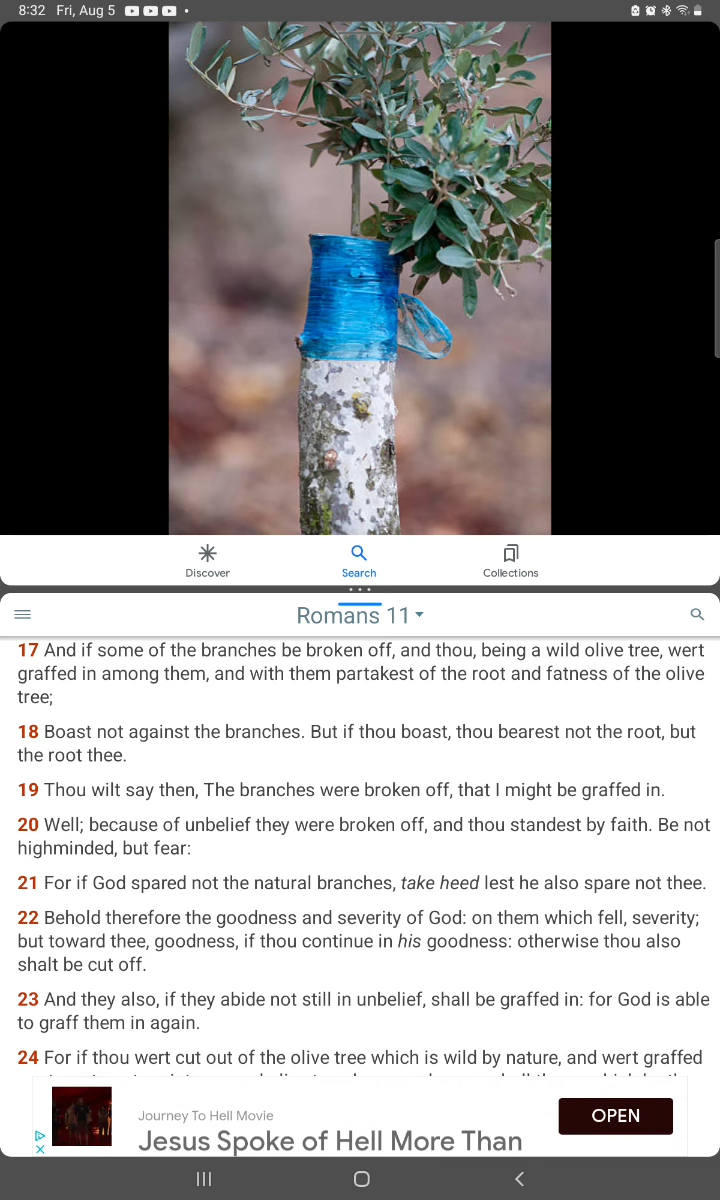 8:32 Fri, Aug 5
Discover
Search
Collections
Romans 11
17 And if some of the branches be broken off, and thou, being a wild olive tree, wert
graffed in among them, and with them partakest of the root and fatness of the olive
tree;
18 Boast not against the branches. But if thou boast, thou bearest not the root, but
the root thee.
19 Thou wilt say then, The branches were broken off, that I might be graffed in.
20 Well; because of unbelief they were broken off, and thou standest by faith. Be not
highminded, but fear:
21 For if God spared not the natural branches, take heed lest he also spare not thee.
22 Behold therefore the goodness and severity of God: on them which fell, severity;
but toward thee, goodness, if thou continue in his goodness: otherwise thou also
shalt be cut off.
23 And they also, if they abide not still in unbelief, shall be graffed in: for God is able
to graff them in again.
24 For if thou wert cut out of the olive tree which is wild by nature, and wert graffed
Journey To Hell Movie
OPEN
Jesus Spoke of Hell More Than